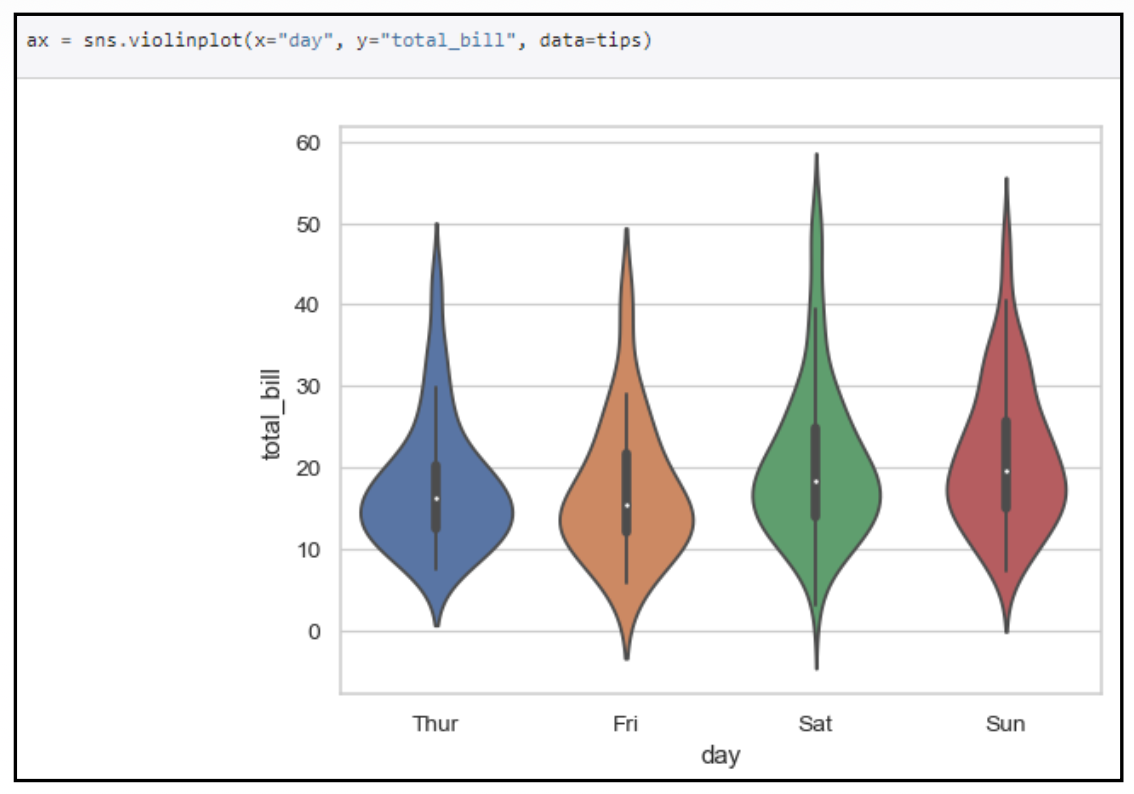 ax = sns.violinplot(x="day", y="total_bill", data=tips)
60
50
40
30
20
10
0
total_bill
Thur Fri Sat Sun
day